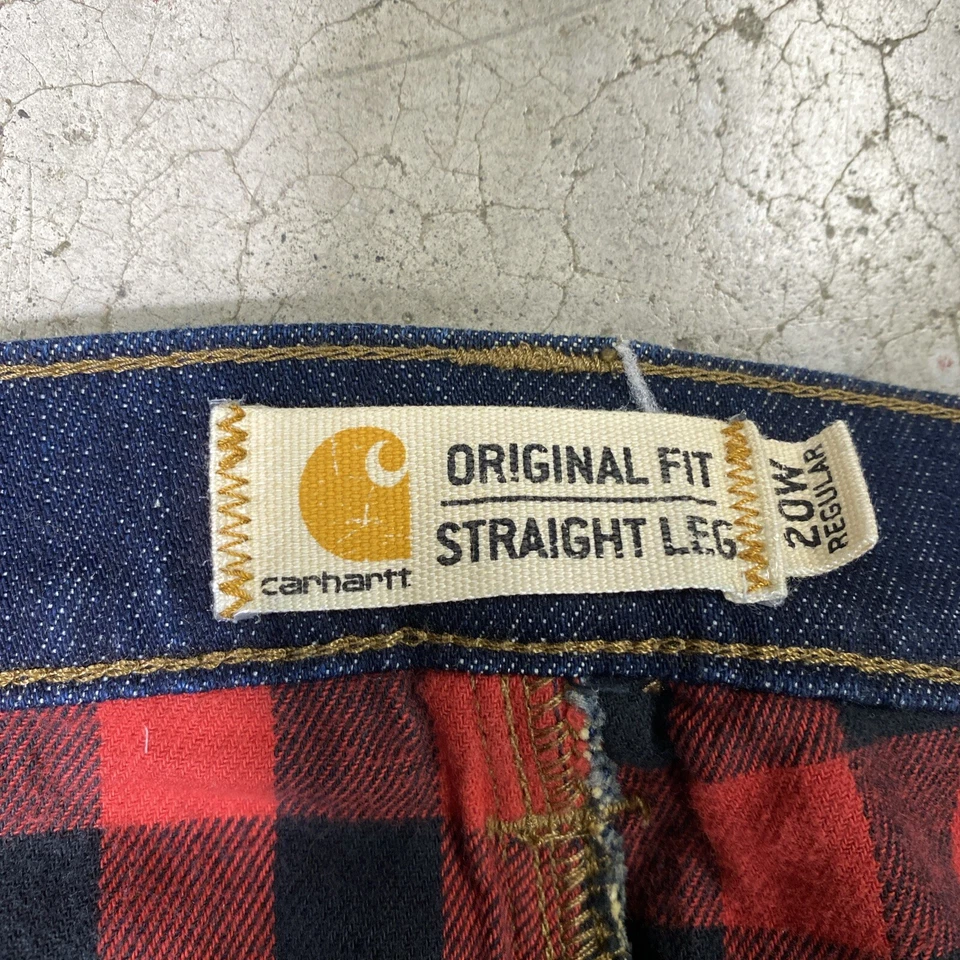 carhartt
ORIGINAL FIT
STRAIGHT LEG
20W
REGULAR